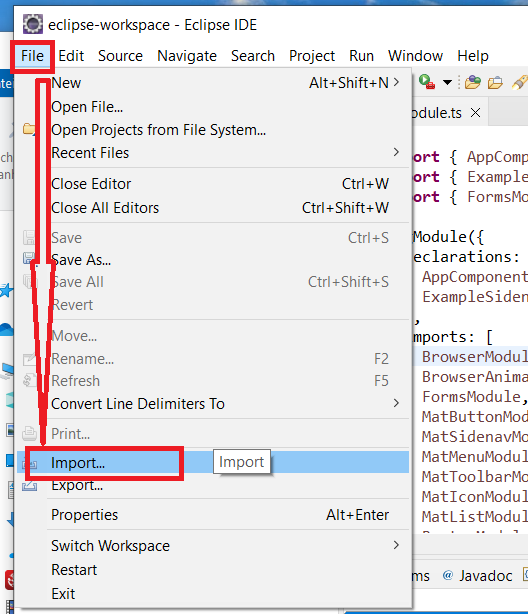 eclipse-workspace - Eclipse IDE
File Edit Source Navigate Search Project Run Window Help
New Alt+Shift+N
Open File...
Open Projects from File System...
Recent Files
Close Editor Ctrl+W
Close All Editors Ctrl+Shift+W
Save Ctrl+S
Save As...
Save All Ctrl+Shift+S
Revert
Move...
Rename... F2
Refresh F5
Convert Line Delimiters To
Print...
Import...
Import
Export...
Properties Alt+Enter
Switch Workspace
Restart
Exit
odule.ts
ort { AppComp
ort { Example
ort { FormsMo
Module({
eclarations:
AppComponent
ExampleSiden
,
mports: [
BrowserModul
BrowserAnima
FormsModule,
MatButtonMod
MatSidenavMo
MatMenuModul
MatToolbarMo
MatIconModul
MatListModul
ms @ Javadoc